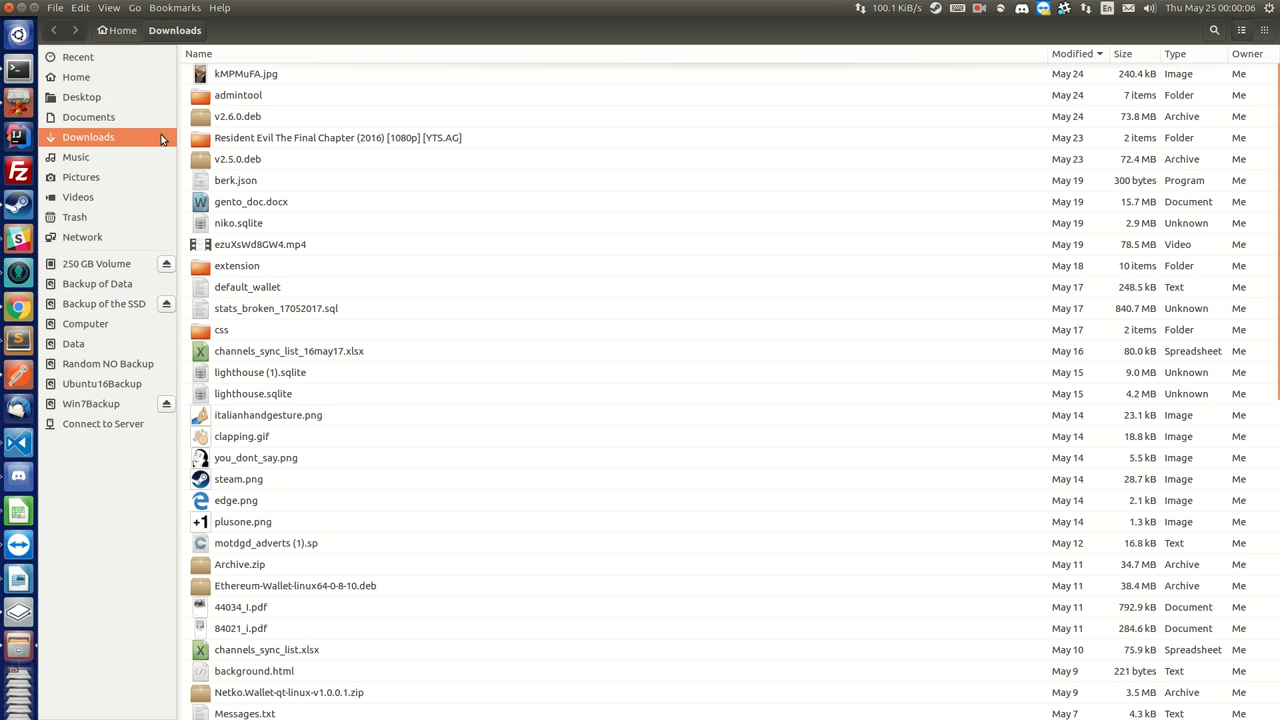 File Edit View Go Bookmarks Help 100.1 KiB/s En Thu May 25 00:00:06
Home Downloads
Recent
Home
Desktop
Documents
Downloads
Music
Pictures
Videos
Trash
Network
250 GB Volume
Backup of Data
Backup of the SSD
Computer
Data
Random NO Backup
Ubuntu16Backup
Win7Backup
Connect to Server
Name Modified Size Type Owner
kMPMuFA.jpg May 24 240.4 kB Image Me
admintool May 24 7 items Folder Me
v2.6.0.deb May 24 73.8 MB Archive Me
Resident Evil The Final Chapter (2016) [1080p] [YTS.AG] May 23 2 items Folder Me
v2.5.0.deb May 23 72.4 MB Archive Me
berk.json May 23 300 bytes Program Me
gento_doc.docx May 19 15.7 MB Document Me
niko.sqlite May 19 2.9 MB Unknown Me
ezuXsWd8GW4.mp4 May 18 78.5 MB Video Me
extension May 18 10 items Folder Me
default_wallet May 17 248.5 kB Text Me
stats_broken_17052017.sql May 17 840.7 MB Unknown Me
css May 17 2 items Folder Me
channels_sync_list_16may17.xlsx May 16 80.0 kB Spreadsheet Me
lighthouse (1).sqlite May 15 9.0 MB Unknown Me
lighthouse.sqlite May 15 4.2 MB Unknown Me
italianhandgesture.png May 14 23.1 kB Image Me
clapping.gif May 14 18.8 kB Image Me
you_dont_say.png May 14 5.5 kB Image Me
steam.png May 14 28.7 kB Image Me
edge.png May 14 2.1 kB Image Me
plusone.png May 14 1.3 kB Image Me
motdgd_adverts (1).sp May 12 16.8 kB Text Me
Archive.zip May 11 34.7 MB Archive Me
Ethereum-Wallet-linux64-0-8-10.deb May 11 38.4 MB Archive Me
44034_I.pdf May 11 792.9 kB Document Me
84021_i.pdf May 11 284.6 kB Document Me
channels_sync_list.xlsx May 10 75.9 kB Spreadsheet Me
background.html May 10 221 bytes Text Me
Netko.Wallet-qt-linux-v1.0.0.1.zip May 9 3.5 MB Archive Me
Messages.txt May 9 2.0 kB Text Me